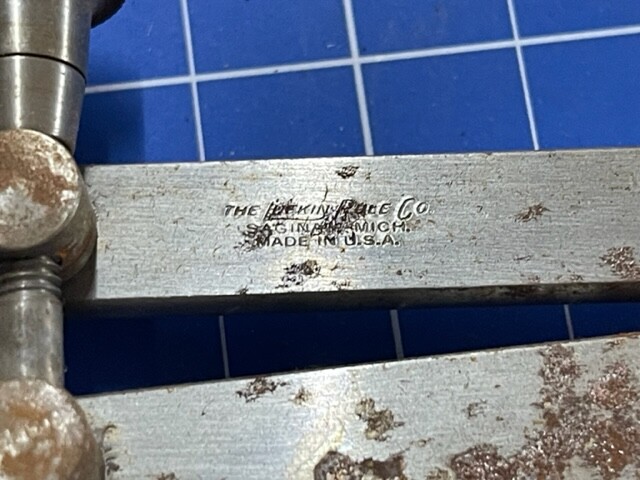 THE LUFKIN RULE CO
SAGINAW, MICH.
MADE IN U.S.A.